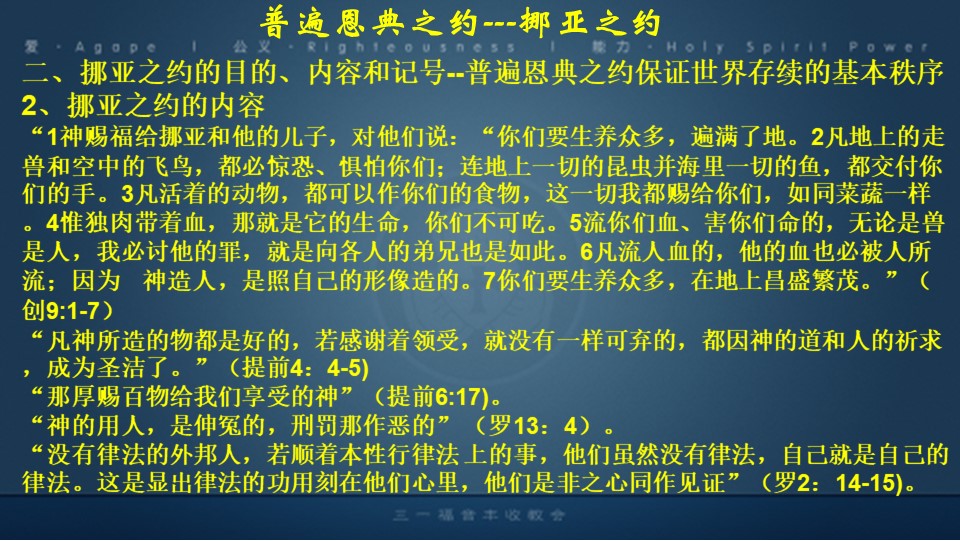 普遍恩典之约---挪亚之约
爱·Agape | 公义·Righteousness | 能力·Holy Spirit Power
二、挪亚之约的目的、内容和记号--普遍恩典之约保证世界存续的基本秩序
2、挪亚之约的内容
“1神赐福给挪亚和他的儿子，对他们说：“你们要生养众多，遍满了地。2凡地上的走
兽和空中的飞鸟，都必惊恐、惧怕你们；连地上一切的昆虫并海里一切的鱼，都交付你
们的手。3凡活着的动物，都可以作你们的食物，这一切我都赐给你们，如同菜蔬一样
。4惟独肉带着血，那就是它的生命，你们不可吃。5流你们血、害你们命的，无论是兽
是人，我必讨他的罪，就是向各人的弟兄也是如此。6凡流人血的，他的血也必被人所
流；因为　神造人，是照自己的形像造的。7你们要生养众多，在地上昌盛繁茂。”（
创9:1-7）
“凡神所造的物都是好的，若感谢着领受，就没有一样可弃的，都因神的道和人的祈求
，成为圣洁了。”（提前4：4-5)
“那厚赐百物给我们享受的神”（提前6:17)。
“神的用人，是伸冤的，刑罚那作恶的”（罗13：4）。
“没有律法的外邦人，若顺着本性行律法上的事，他们虽然没有律法，自己就是自己的
律法。这是显出律法的功用刻在他们心里，他们是非之心同作见证”（罗2：14-15)。
三一福音丰收教会